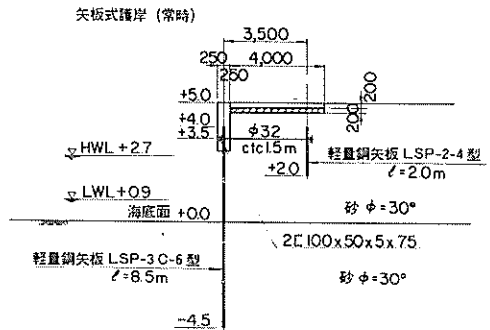 矢板式護岸 (常時)
3,500
250 4,000
250
200
200
+5.0
+4.0
+3.5
φ32
ctc1.5m
HWL +2.7
軽量鋼矢板 LSP-2-4型
ℓ=2.0m
+2.0
LWL+0.9
海底面 +0.0
砂 φ=30°
2[100x50x5x7.5
軽量鋼矢板 LSP-3C-6型
ℓ=8.5m
砂 φ=30°
-4.5